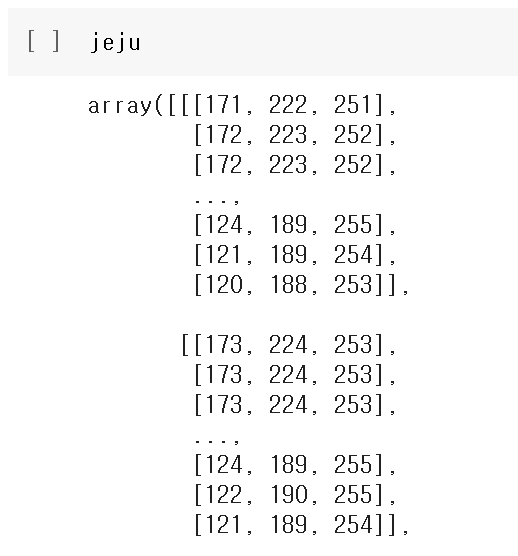 [ ] jeju
array([[[171, 222, 251],
[172, 223, 252],
[172, 223, 252],
...,
[124, 189, 255],
[121, 189, 254],
[120, 188, 253]],
[[173, 224, 253],
[173, 224, 253],
[173, 224, 253],
...,
[124, 189, 255],
[122, 190, 255],
[121, 189, 254]],